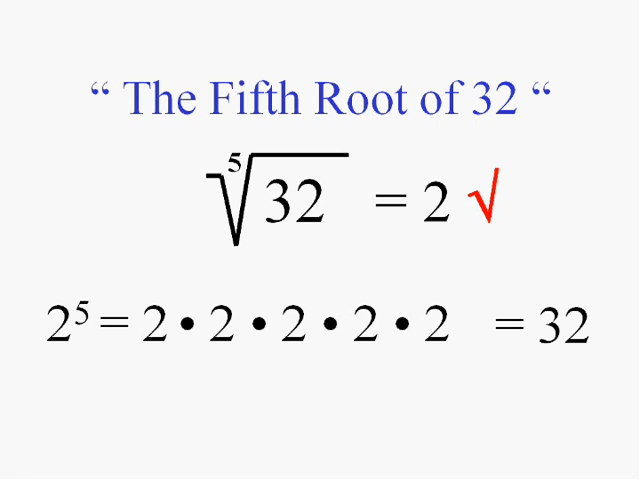 “ The Fifth Root of 32 “
⁵√32 = 2 √
2⁵ = 2 • 2 • 2 • 2 • 2 = 32